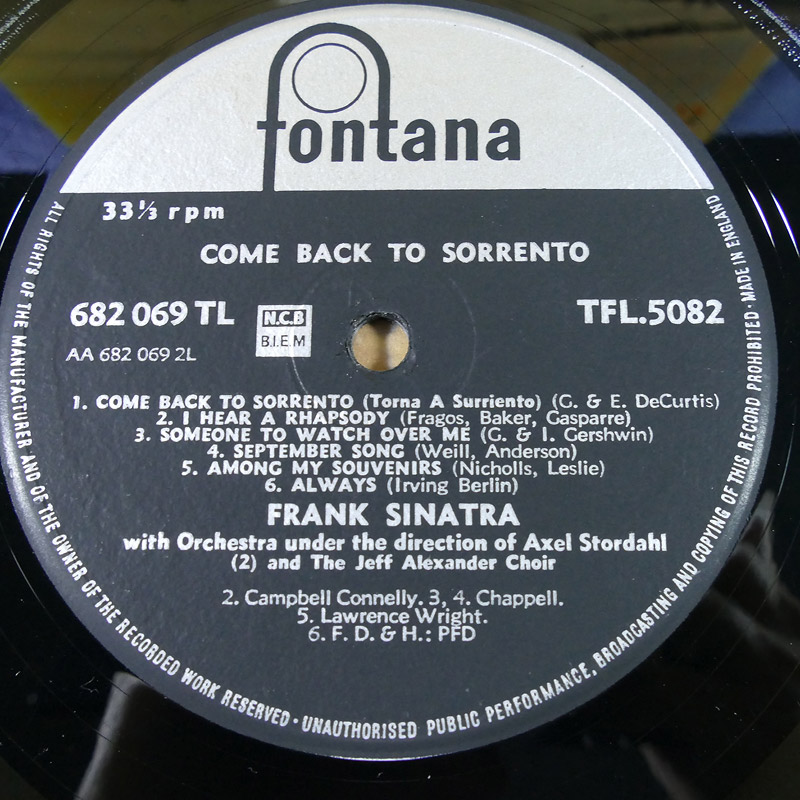 fontana
33⅓ rpm
COME BACK TO SORRENTO
682 069 TL
N.C.B
B.I.E.M
TFL.5082
AA 682 069 2L
1. COME BACK TO SORRENTO (Torna A Surriento) (G. & E. DeCurtis)
2. I HEAR A RHAPSODY (Fragos, Baker, Gasparre)
3. SOMEONE TO WATCH OVER ME (G. & I. Gershwin)
4. SEPTEMBER SONG (Weill, Anderson)
5. AMONG MY SOUVENIRS (Nicholls, Leslie)
6. ALWAYS (Irving Berlin)
FRANK SINATRA
with Orchestra under the direction of Axel Stordahl
(2) and The Jeff Alexander Choir
2. Campbell Connelly. 3, 4. Chappell.
5. Lawrence Wright.
6. F. D. & H.: PFD
ALL RIGHTS OF THE MANUFACTURER AND OF THE OWNER OF THE RECORDED WORK RESERVED · UNAUTHORISED PUBLIC PERFORMANCE, BROADCASTING AND COPYING OF THIS RECORD PROHIBITED · MADE IN ENGLAND